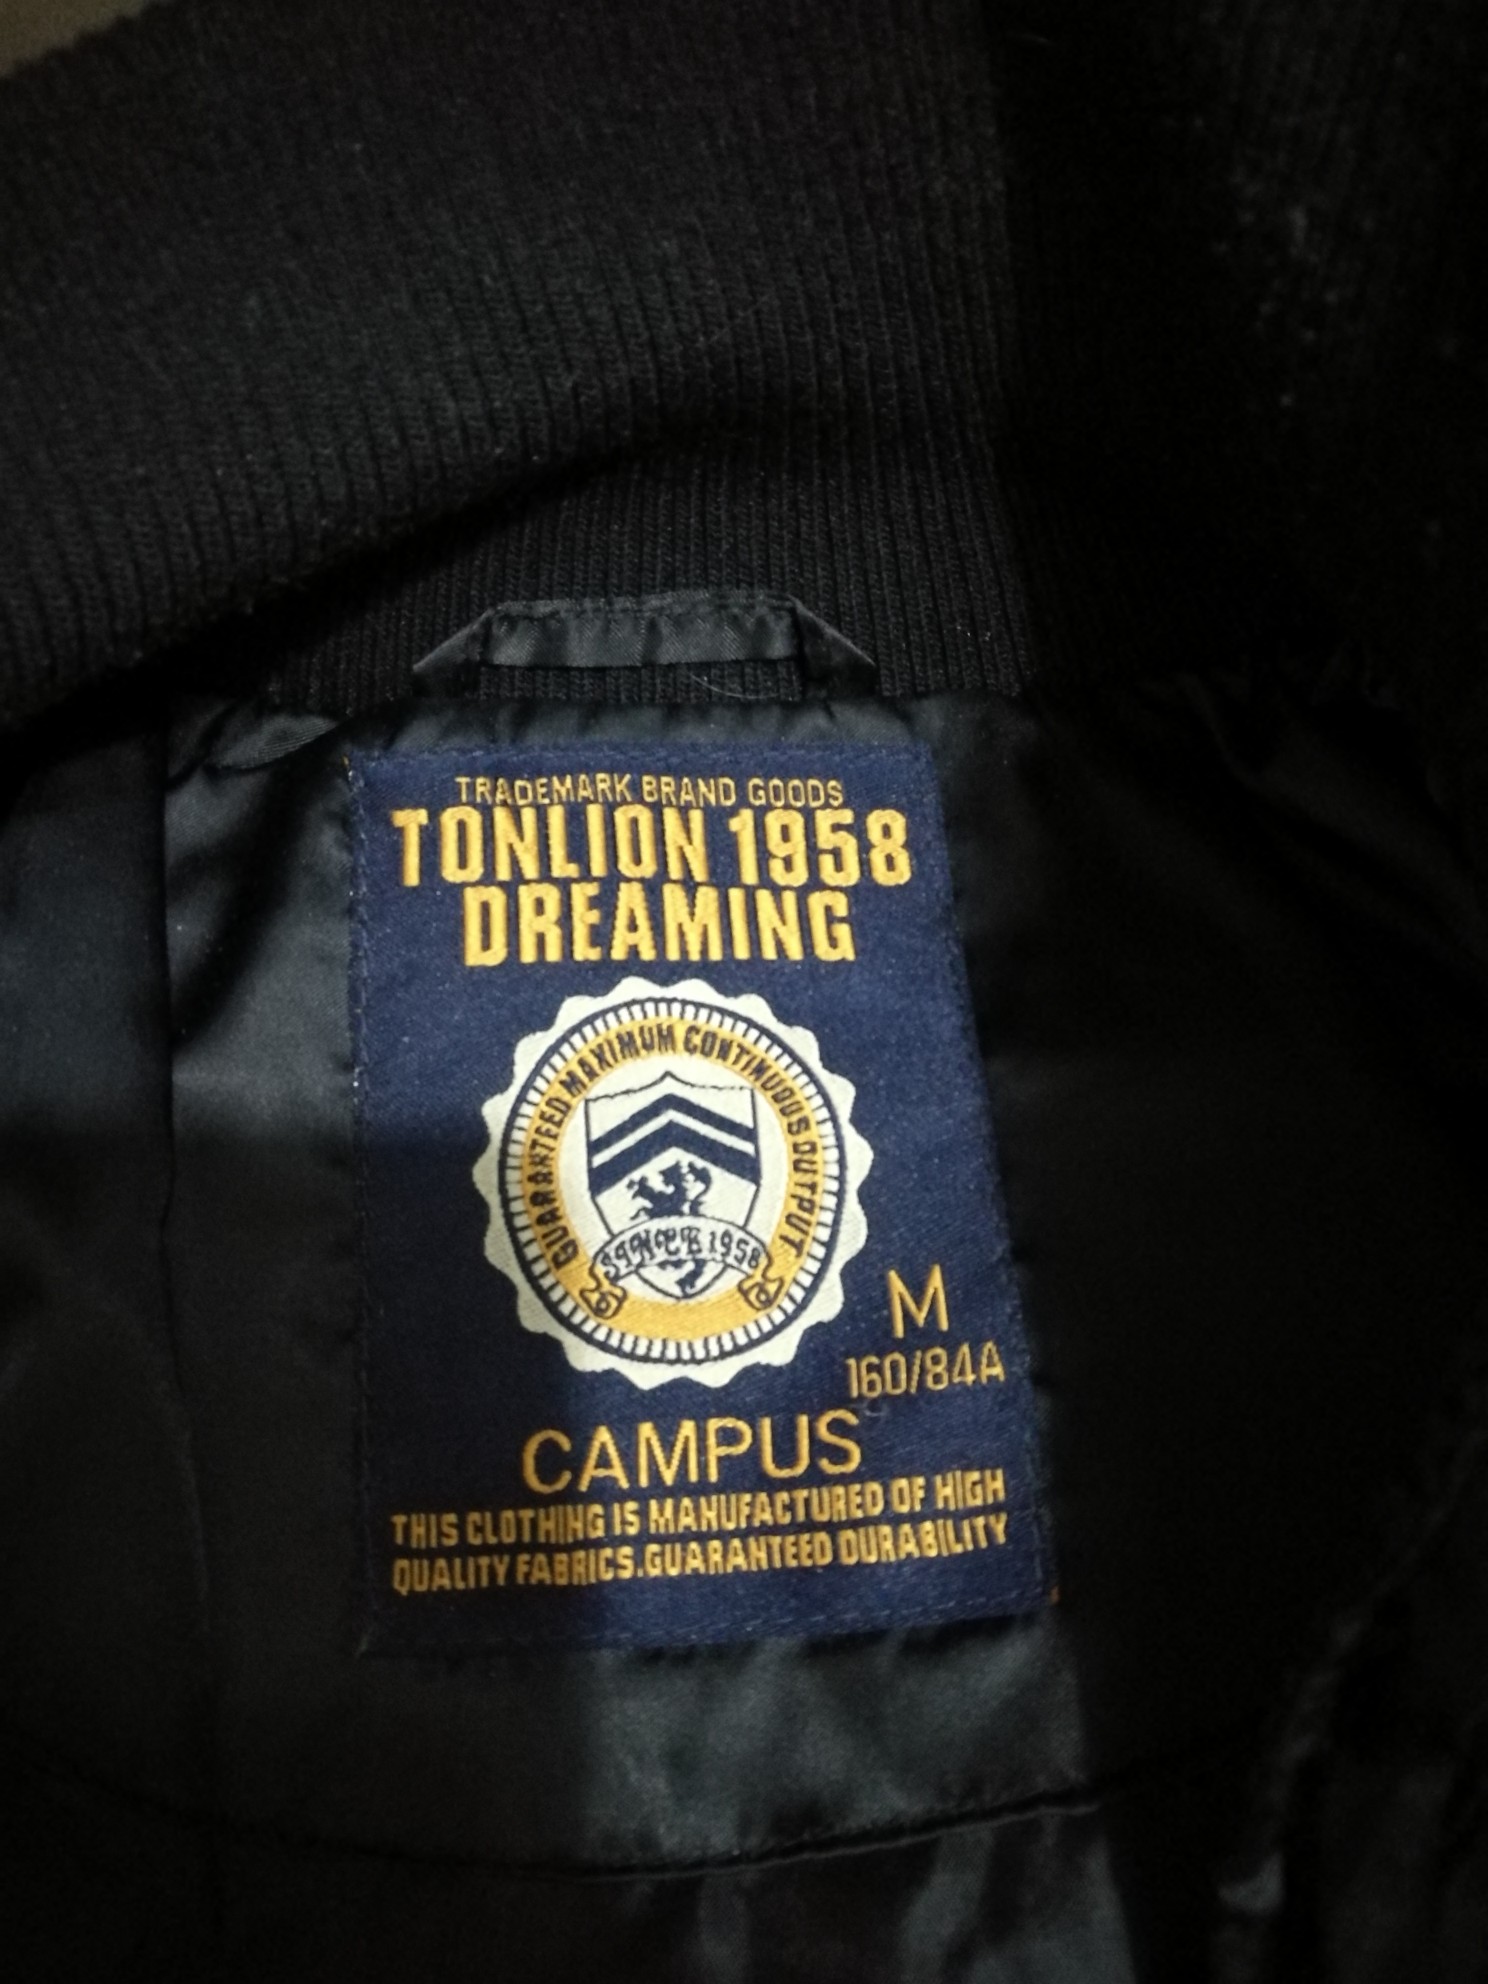 TRADEMARK BRAND GOODS
TONLION 1958
DREAMING
GUARANTEED MAXIMUM CONTINUOUS OUTPUT
SINCE 1958
M
160/84A
CAMPUS
THIS CLOTHING IS MANUFACTURED OF HIGH
QUALITY FABRICS.GUARANTEED DURABILITY